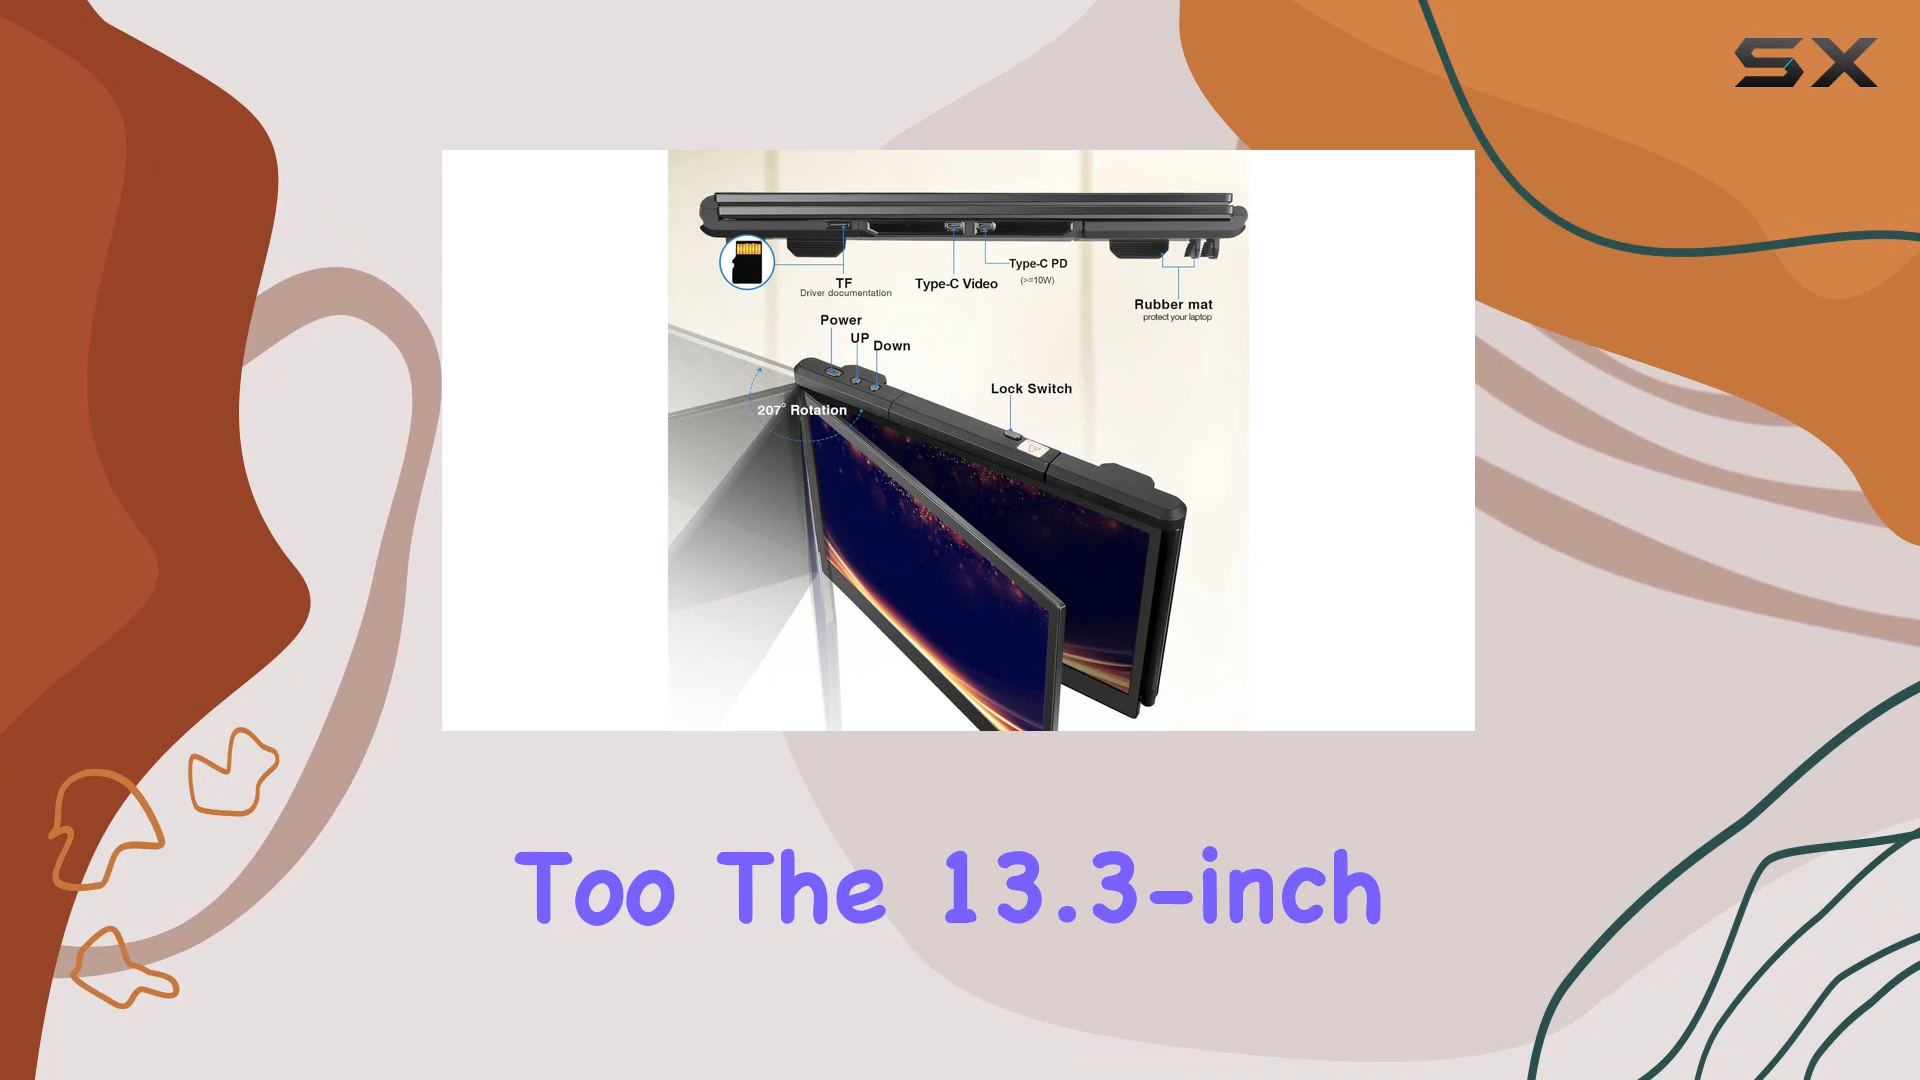 SX
Type-C PD
(>=10W)
TF
Driver documentation
Type-C Video
Rubber mat
protect your laptop
Power
UP
Down
Lock Switch
207° Rotation
Too The 13.3-inch